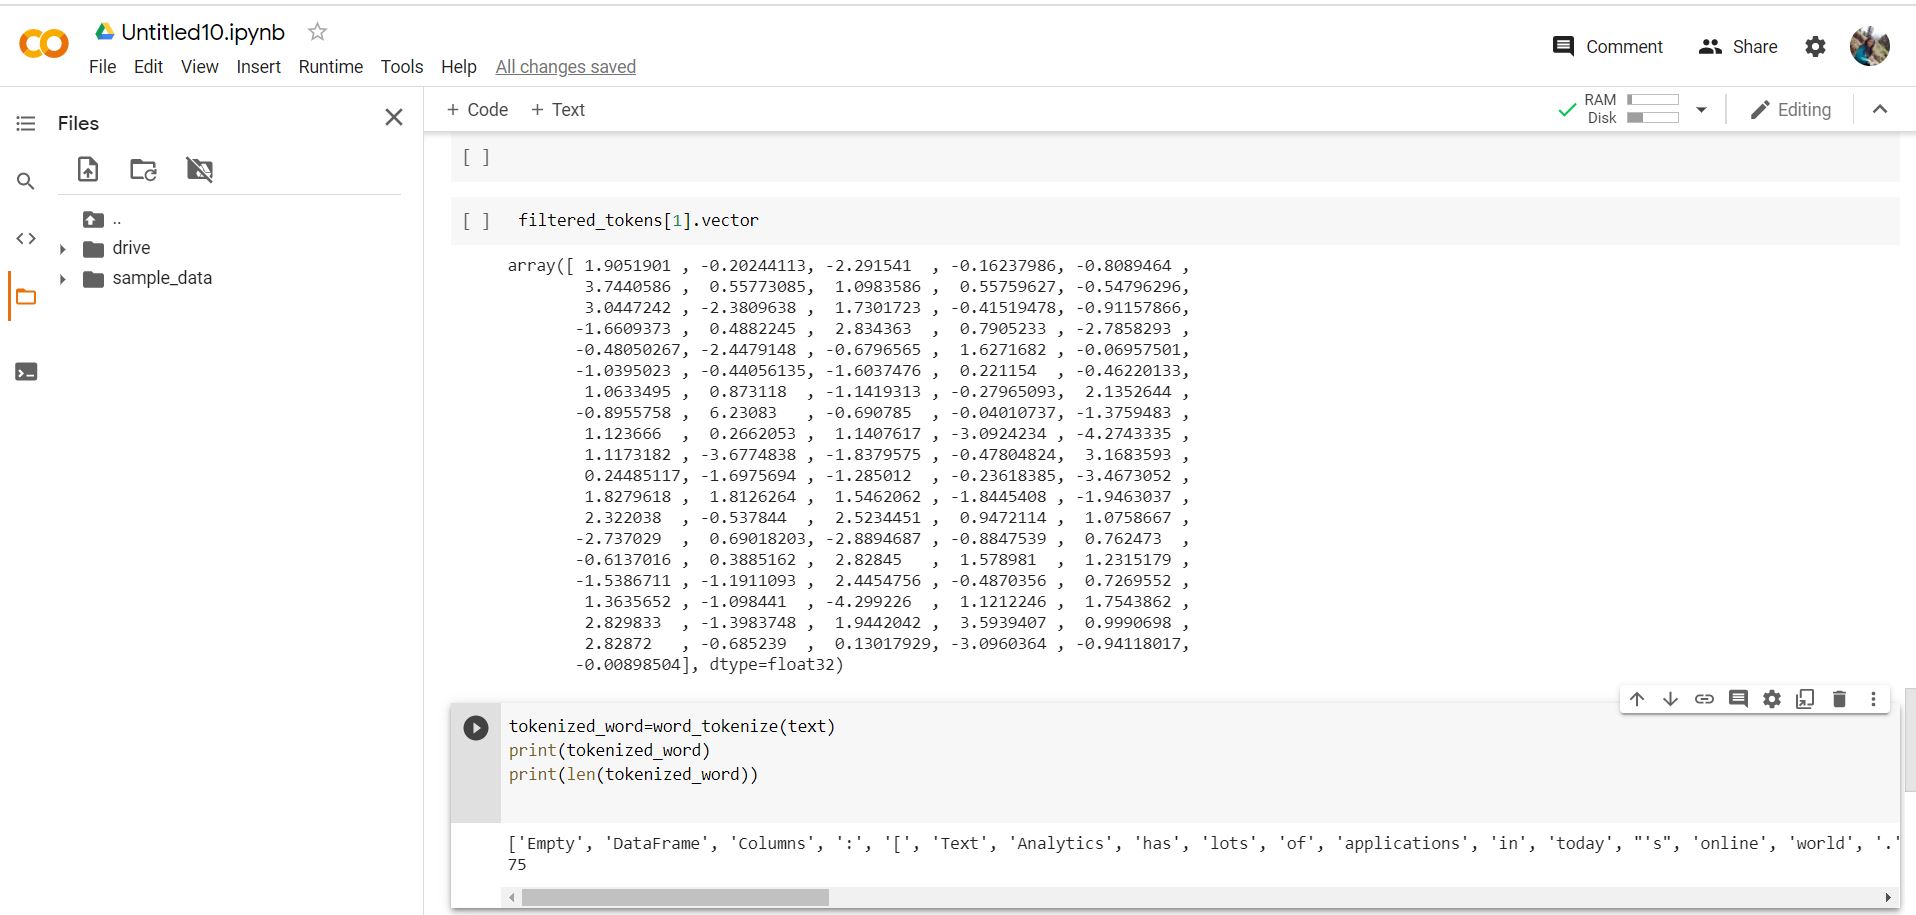 Untitled10.ipynb
File Edit View Insert Runtime Tools Help All changes saved
Comment Share
Files
+ Code + Text
RAM
Disk
Editing
..
drive
sample_data
[ ]
[ ] filtered_tokens[1].vector
array([ 1.9051901 , -0.20244113, -2.291541  , -0.16237986, -0.8089464 ,
3.7440586 ,  0.55773085,  1.0983586 ,  0.55759627, -0.54796296,
3.0447242 , -2.3809638 ,  1.7301723 , -0.41519478, -0.91157866,
-1.6609373 ,  0.4882245 ,  2.834363  ,  0.7905233 , -2.7858293 ,
-0.48050267, -2.4479148 , -0.6796565 ,  1.6271682 , -0.06957501,
-1.0395023 , -0.44056135, -1.6037476 ,  0.221154  , -0.46220133,
1.0633495 ,  0.873118  , -1.1419313 , -0.27965093,  2.1352644 ,
-0.8955758 ,  6.23083   , -0.690785  , -0.04010737, -1.3759483 ,
1.123666  ,  0.2662053 ,  1.1407617 , -3.0924234 , -4.2743335 ,
1.1173182 , -3.6774838 , -1.8379575 , -0.47804824,  3.1683593 ,
0.24485117, -1.6975694 , -1.285012  , -0.23618385, -3.4673052 ,
1.8279618 ,  1.8126264 ,  1.5462062 , -1.8445408 , -1.9463037 ,
2.322038  , -0.537844  ,  2.5234451 ,  0.9472114 ,  1.0758667 ,
-2.737029  ,  0.69018203, -2.8894687 , -0.8847539 ,  0.762473  ,
-0.6137016 ,  0.3885162 ,  2.82845   ,  1.578981  ,  1.2315179 ,
-1.5386711 , -1.1911093 ,  2.4454756 , -0.4870356 ,  0.7269552 ,
1.3635652 , -1.098441  , -4.299226  ,  1.1212246 ,  1.7543862 ,
2.829833  , -1.3983748 ,  1.9442042 ,  3.5939407 ,  0.9990698 ,
2.82872   , -0.685239  ,  0.13017929, -3.0960364 , -0.94118017,
-0.00898504], dtype=float32)
tokenized_word=word_tokenize(text)
print(tokenized_word)
print(len(tokenized_word))
['Empty', 'DataFrame', 'Columns', ':', '[', 'Text', 'Analytics', 'has', 'lots', 'of', 'applications', 'in', 'today', "'s", 'online', 'world', '.'
75